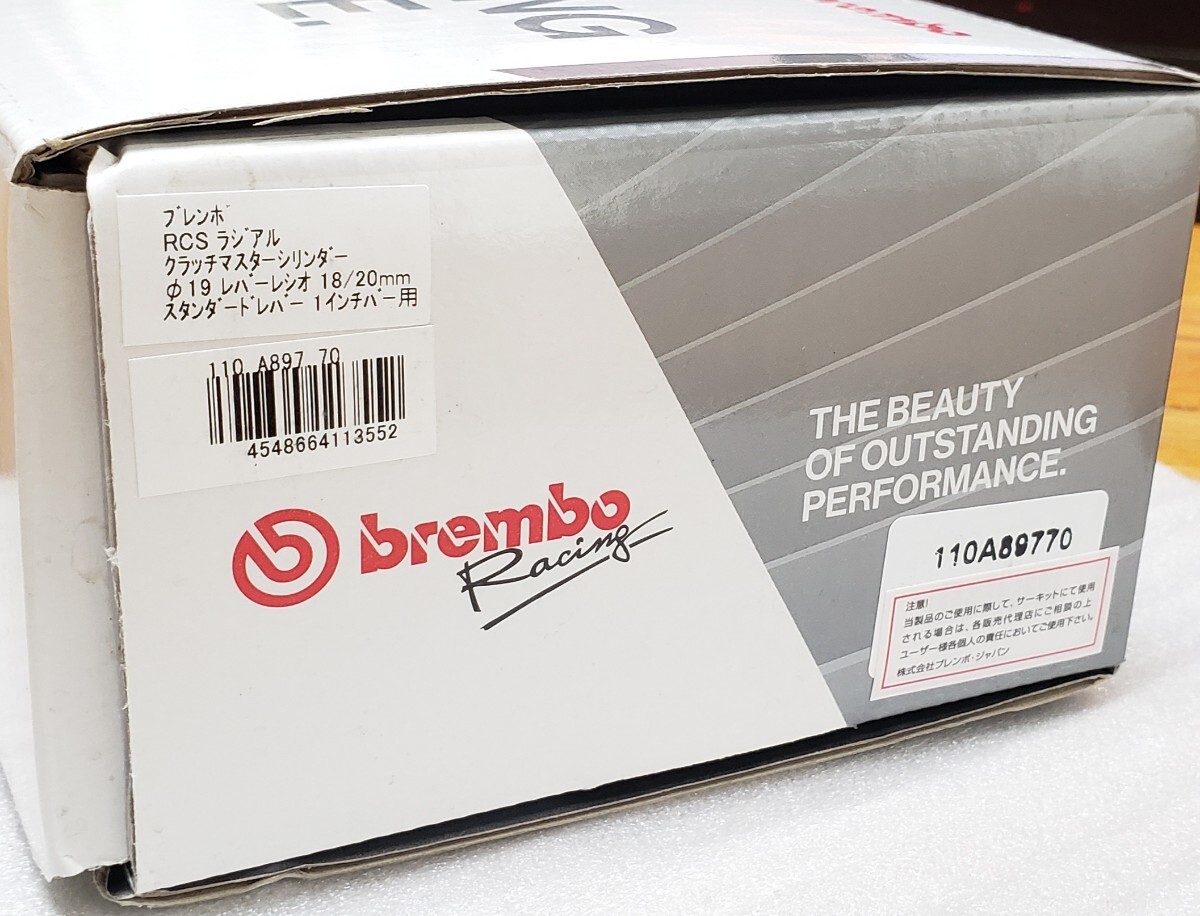 NG
E.
brembo
ブレンボ
RCS ラジアル
クラッチマスターシリンダー
φ19 レバーレシオ 18/20mm
スタンダードレバー 1インチバー用
110 A897 70
4548664113552
brembo
Racing
THE BEAUTY
OF OUTSTANDING
PERFORMANCE.
110A89770
注意!
当製品のご使用に際して、サーキットにて使用
される場合は、各販売代理店にご相談の上
ユーザー様各個人の責任においてご使用下さい。
株式会社ブレンボ・ジャパン